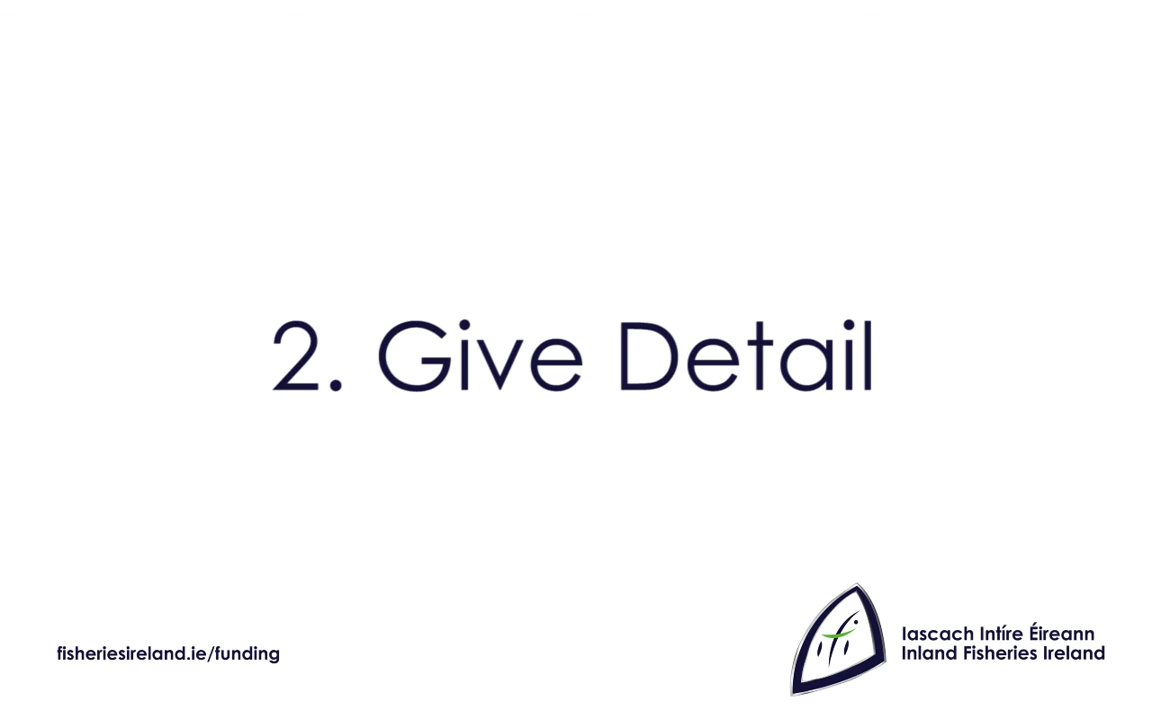 2. Give Detail
fisheriesireland.ie/funding
Iascach Intíre Éireann
Inland Fisheries Ireland